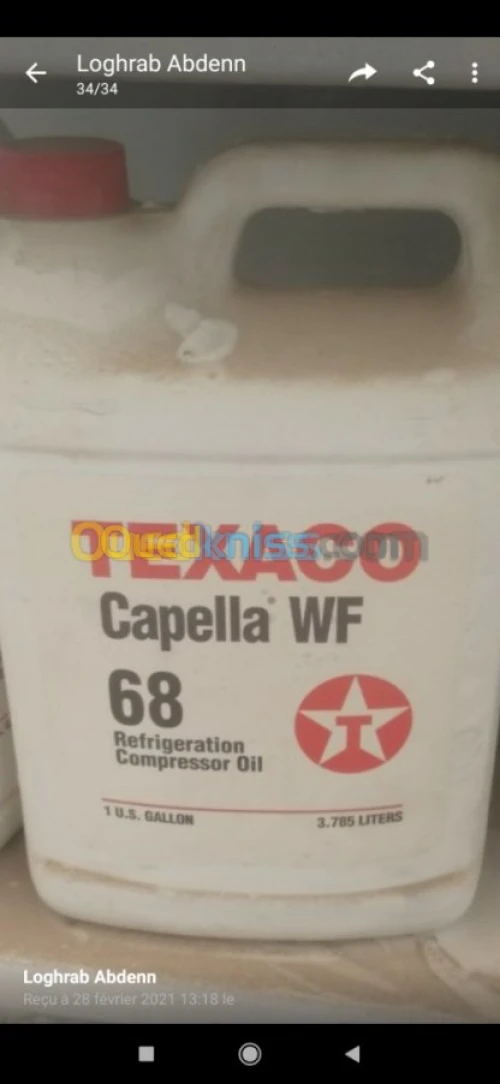 Loghrab Abdenn
34/34
TEXACO
Ouedkniss.com
Capella WF
68
Refrigeration
Compressor Oil
T
1 U.S. GALLON 3.785 LITERS
Loghrab Abdenn
Reçu à 28 février 2021 13:18 le